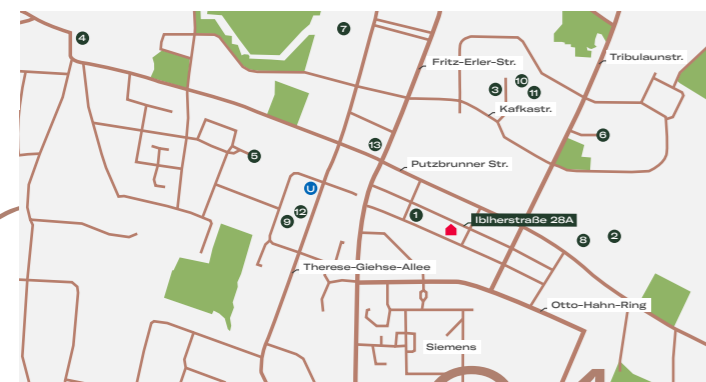 7
4
Fritz-Erler-Str.
Tribulaunstr.
10
3
11
Kafkastr.
6
13
5
Putzbrunner Str.
U
12
9
1
Iblherstraße 28A
8
2
Therese-Giehse-Allee
Otto-Hahn-Ring
Siemens